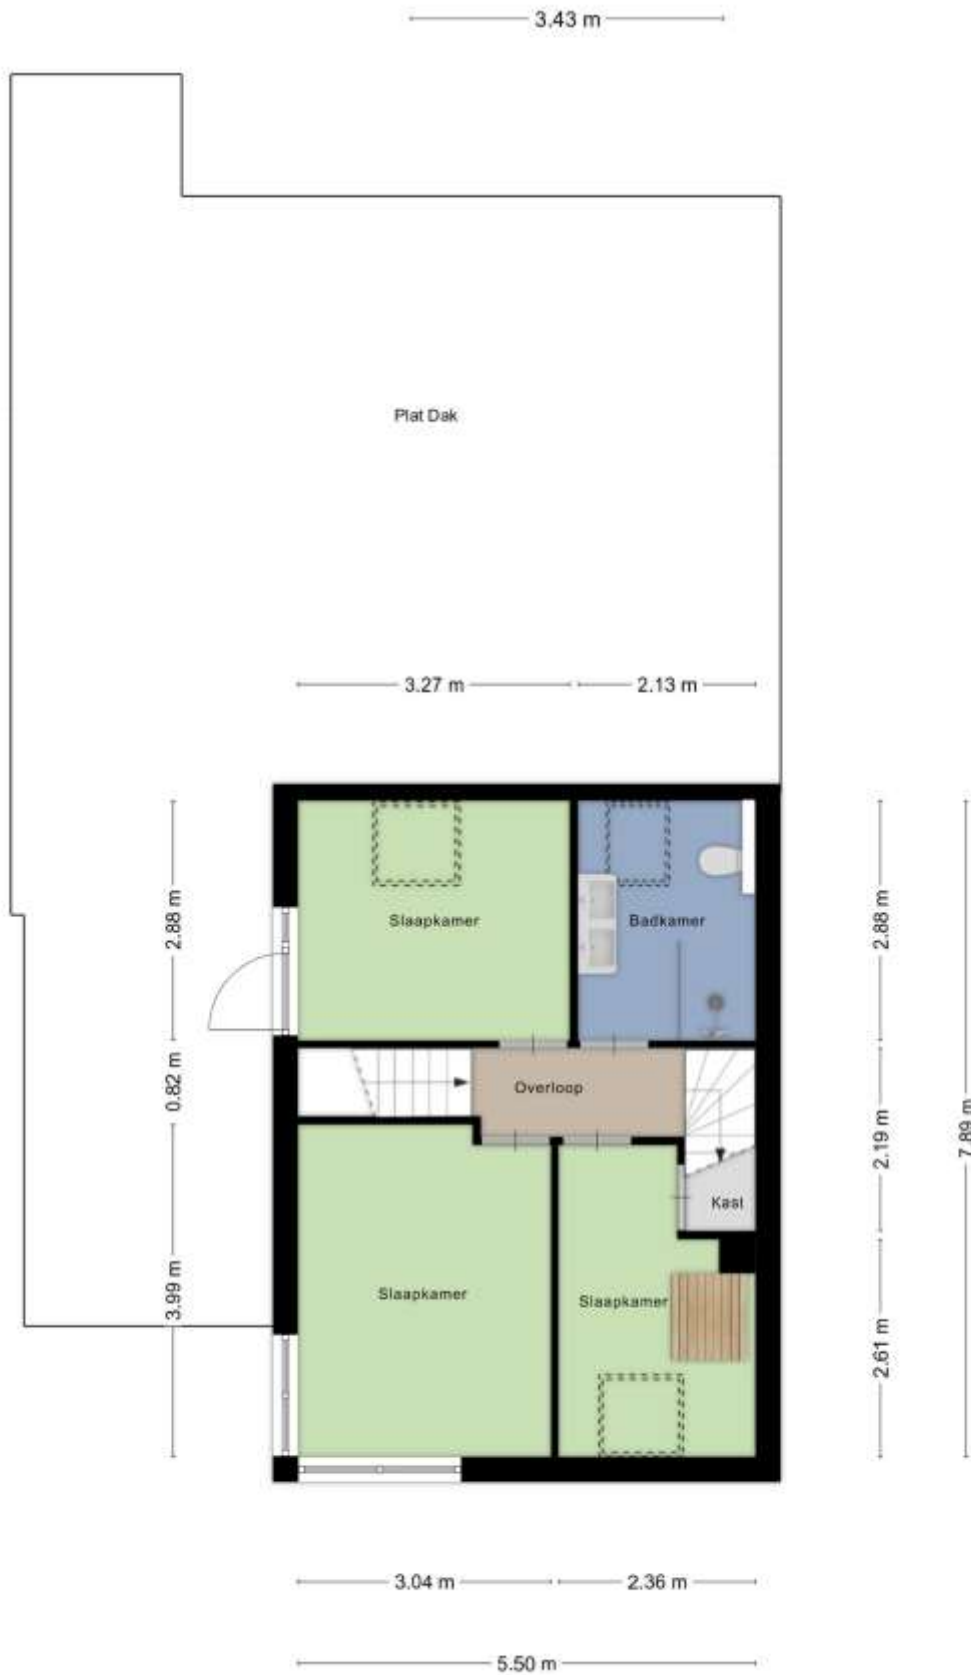 3.43 m
Plat Dak
3.27 m
2.13 m
2.88 m
2.88 m
Slaapkamer
Badkamer
0.82 m
Overloop
2.19 m
7.89 m
Kast
3.99 m
Slaapkamer
Slaapkamer
2.61 m
3.04 m
2.36 m
5.50 m